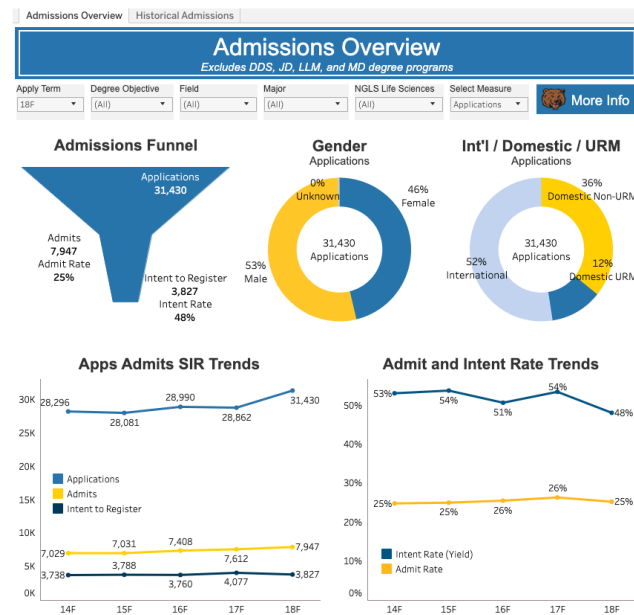 Admissions Overview
Historical Admissions
Admissions Overview
Excludes DDS, JD, LLM, and MD degree programs
Apply Term
Degree Objective
Field
Major
NGLS Life Sciences
Select Measure
18F
(All)
(All)
(All)
(All)
Applications
More Info
Admissions Funnel
Applications
31,430
Admits
7,947
Admit Rate
25%
Intent to Register
3,827
Intent Rate
48%
Gender
Applications
0%
Unknown
46%
Female
31,430
Applications
53%
Male
Int'l / Domestic / URM
Applications
36%
Domestic Non-URM
31,430
Applications
52%
International
12%
Domestic URM
Apps Admits SIR Trends
30K
25K
20K
15K
10K
5K
0K
28,296
28,081
28,990
28,862
31,430
Applications
Admits
Intent to Register
7,029
7,031
7,408
7,612
7,947
3,738
3,788
3,760
4,077
3,827
14F
15F
16F
17F
18F
Admit and Intent Rate Trends
50%
40%
30%
20%
10%
0%
53%
54%
51%
54%
48%
25%
25%
26%
26%
25%
Intent Rate (Yield)
Admit Rate
14F
15F
16F
17F
18F